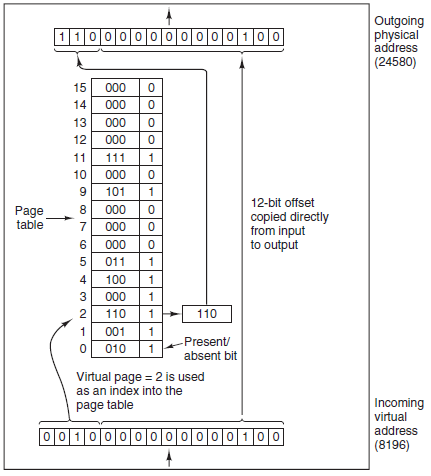 1 1 0 0 0 0 0 0 0 0 0 0 1 0 0
Outgoing
physical
address
(24580)
15 000 0
14 000 0
13 000 0
12 000 0
11 111 1
10 000 0
9 101 1
8 000 0
7 000 0
6 000 0
5 011 1
4 100 1
3 000 1
2 110 1
1 001 1
0 010 1
Page
table
110
12-bit offset
copied directly
from input
to output
Present/
absent bit
Virtual page = 2 is used
as an index into the
page table
0 0 1 0 0 0 0 0 0 0 0 0 0 1 0 0
Incoming
virtual
address
(8196)